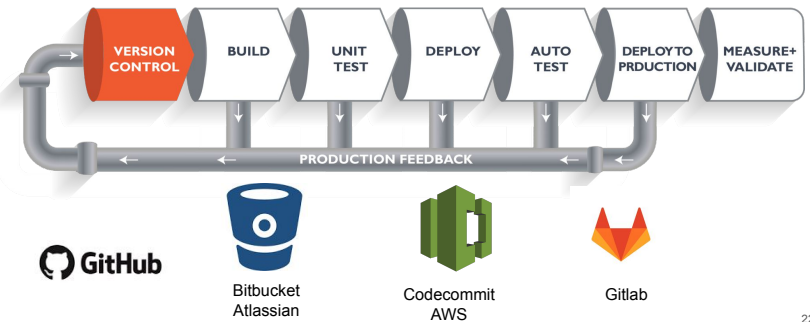 VERSION
CONTROL
BUILD
UNIT
TEST
DEPLOY
AUTO
TEST
DEPLOY TO
PRDUCTION
MEASURE+
VALIDATE
PRODUCTION FEEDBACK
GitHub
Bitbucket
Atlassian
Codecommit
AWS
Gitlab